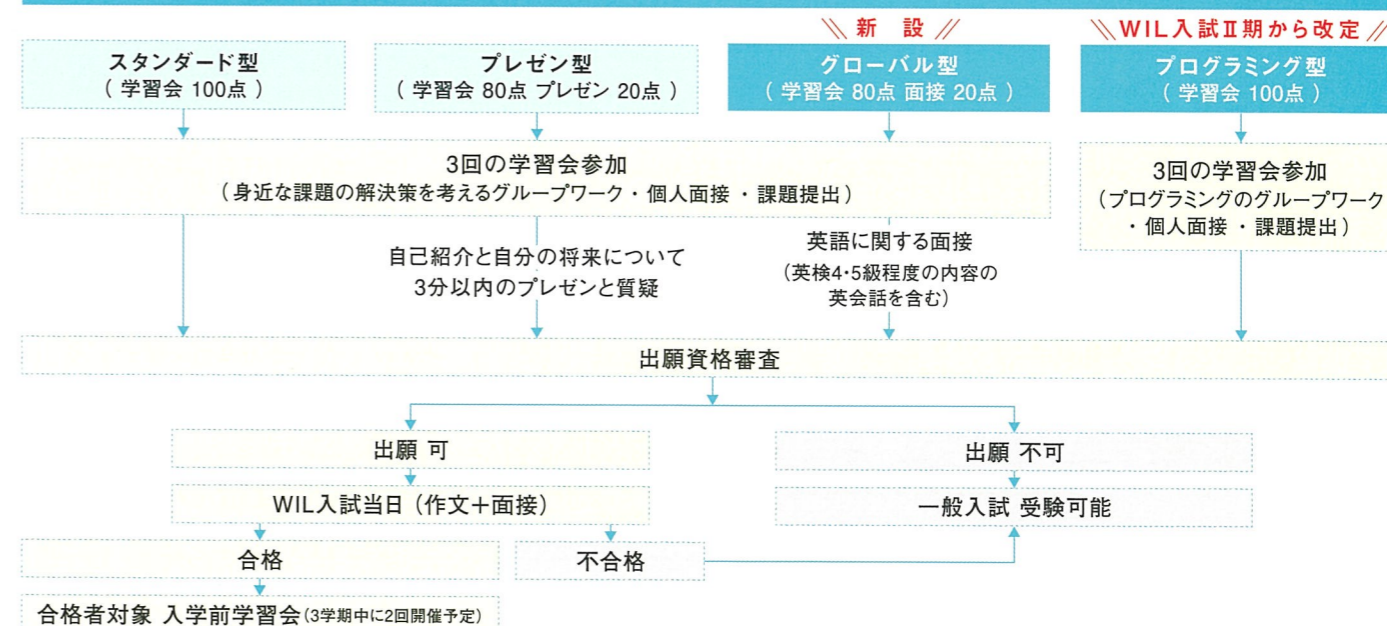 新 設
WIL入試Ⅱ期から改定
スタンダード型
（ 学習会 100点 ）
プレゼン型
（ 学習会 80点 プレゼン 20点 ）
グローバル型
（ 学習会 80点 面接 20点 ）
プログラミング型
（ 学習会 100点 ）
3回の学習会参加
（ 身近な課題の解決策を考えるグループワーク ・ 個人面接 ・ 課題提出 ）
3回の学習会参加
（プログラミングのグループワーク
・ 個人面接 ・ 課題提出 ）
自己紹介と自分の将来について
3分以内のプレゼンと質疑
英語に関する面接
（英検4・5級程度の内容の
英会話を含む）
出願資格審査
出願 可
出願 不可
WIL入試当日（作文＋面接）
一般入試 受験可能
合格
不合格
合格者対象 入学前学習会（3学期中に2回開催予定）